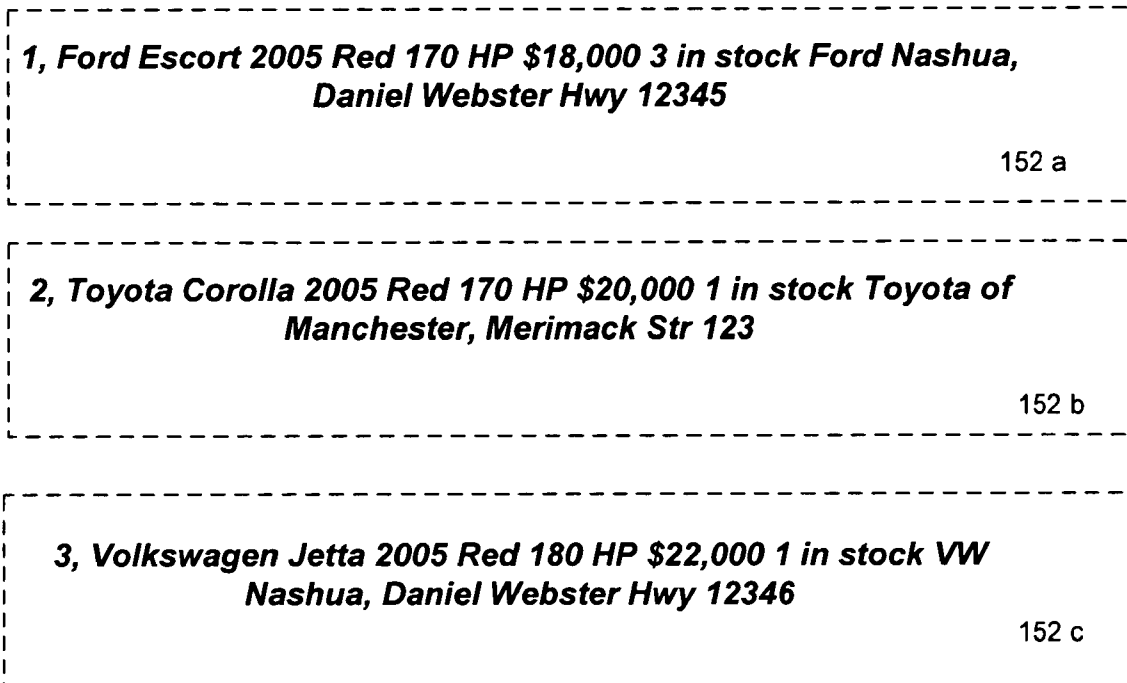 1, Ford Escort 2005 Red 170 HP $18,000 3 in stock Ford Nashua,
Daniel Webster Hwy 12345
152 a
2, Toyota Corolla 2005 Red 170 HP $20,000 1 in stock Toyota of
Manchester, Merimack Str 123
152 b
3, Volkswagen Jetta 2005 Red 180 HP $22,000 1 in stock VW
Nashua, Daniel Webster Hwy 12346
152 c